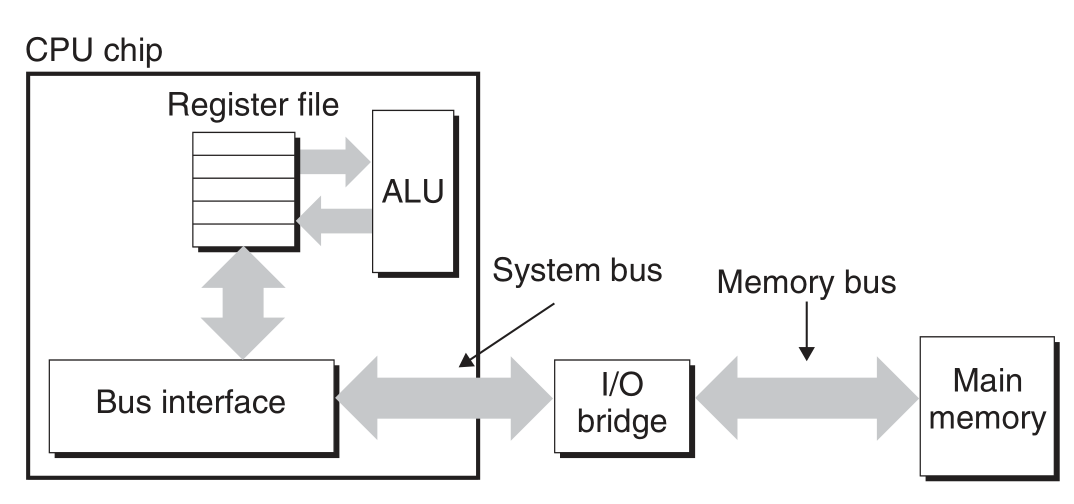 CPU chip
Register file
ALU
System bus
Memory bus
Bus interface
I/O
bridge
Main
memory